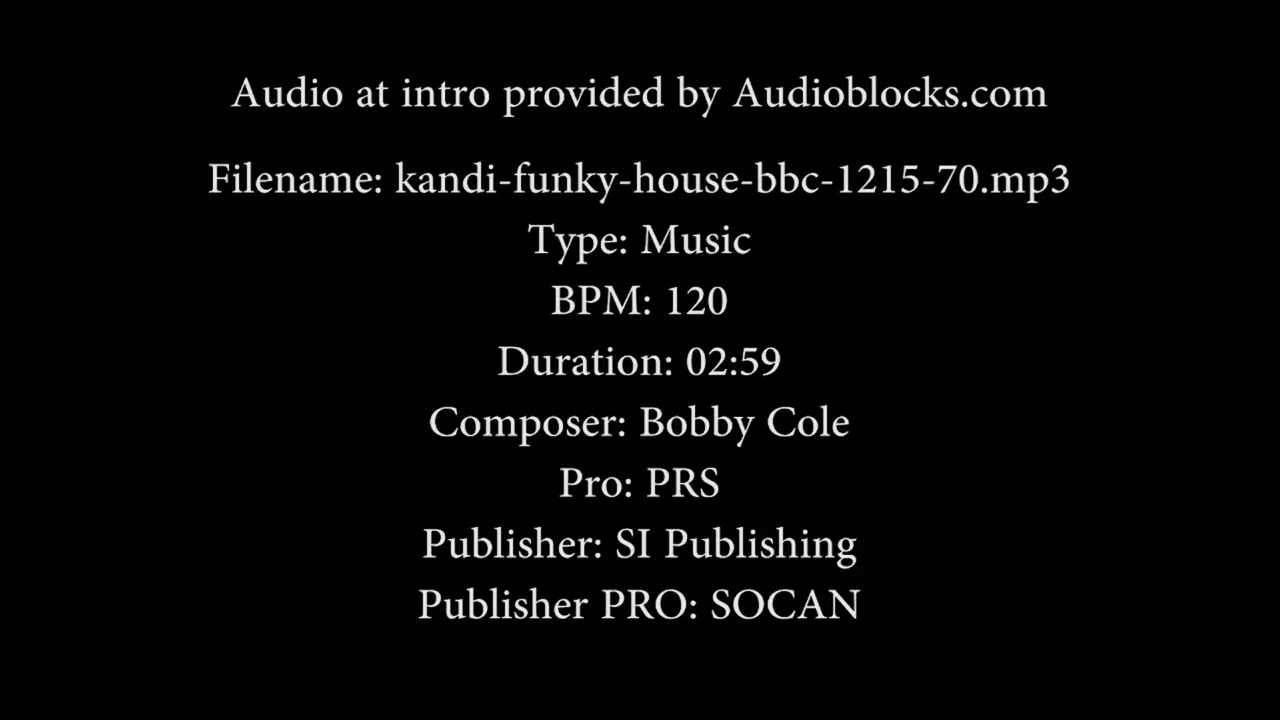 Audio at intro provided by Audioblocks.com
Filename: kandi-funky-house-bbc-1215-70.mp3
Type: Music
BPM: 120
Duration: 02:59
Composer: Bobby Cole
Pro: PRS
Publisher: SI Publishing
Publisher PRO: SOCAN